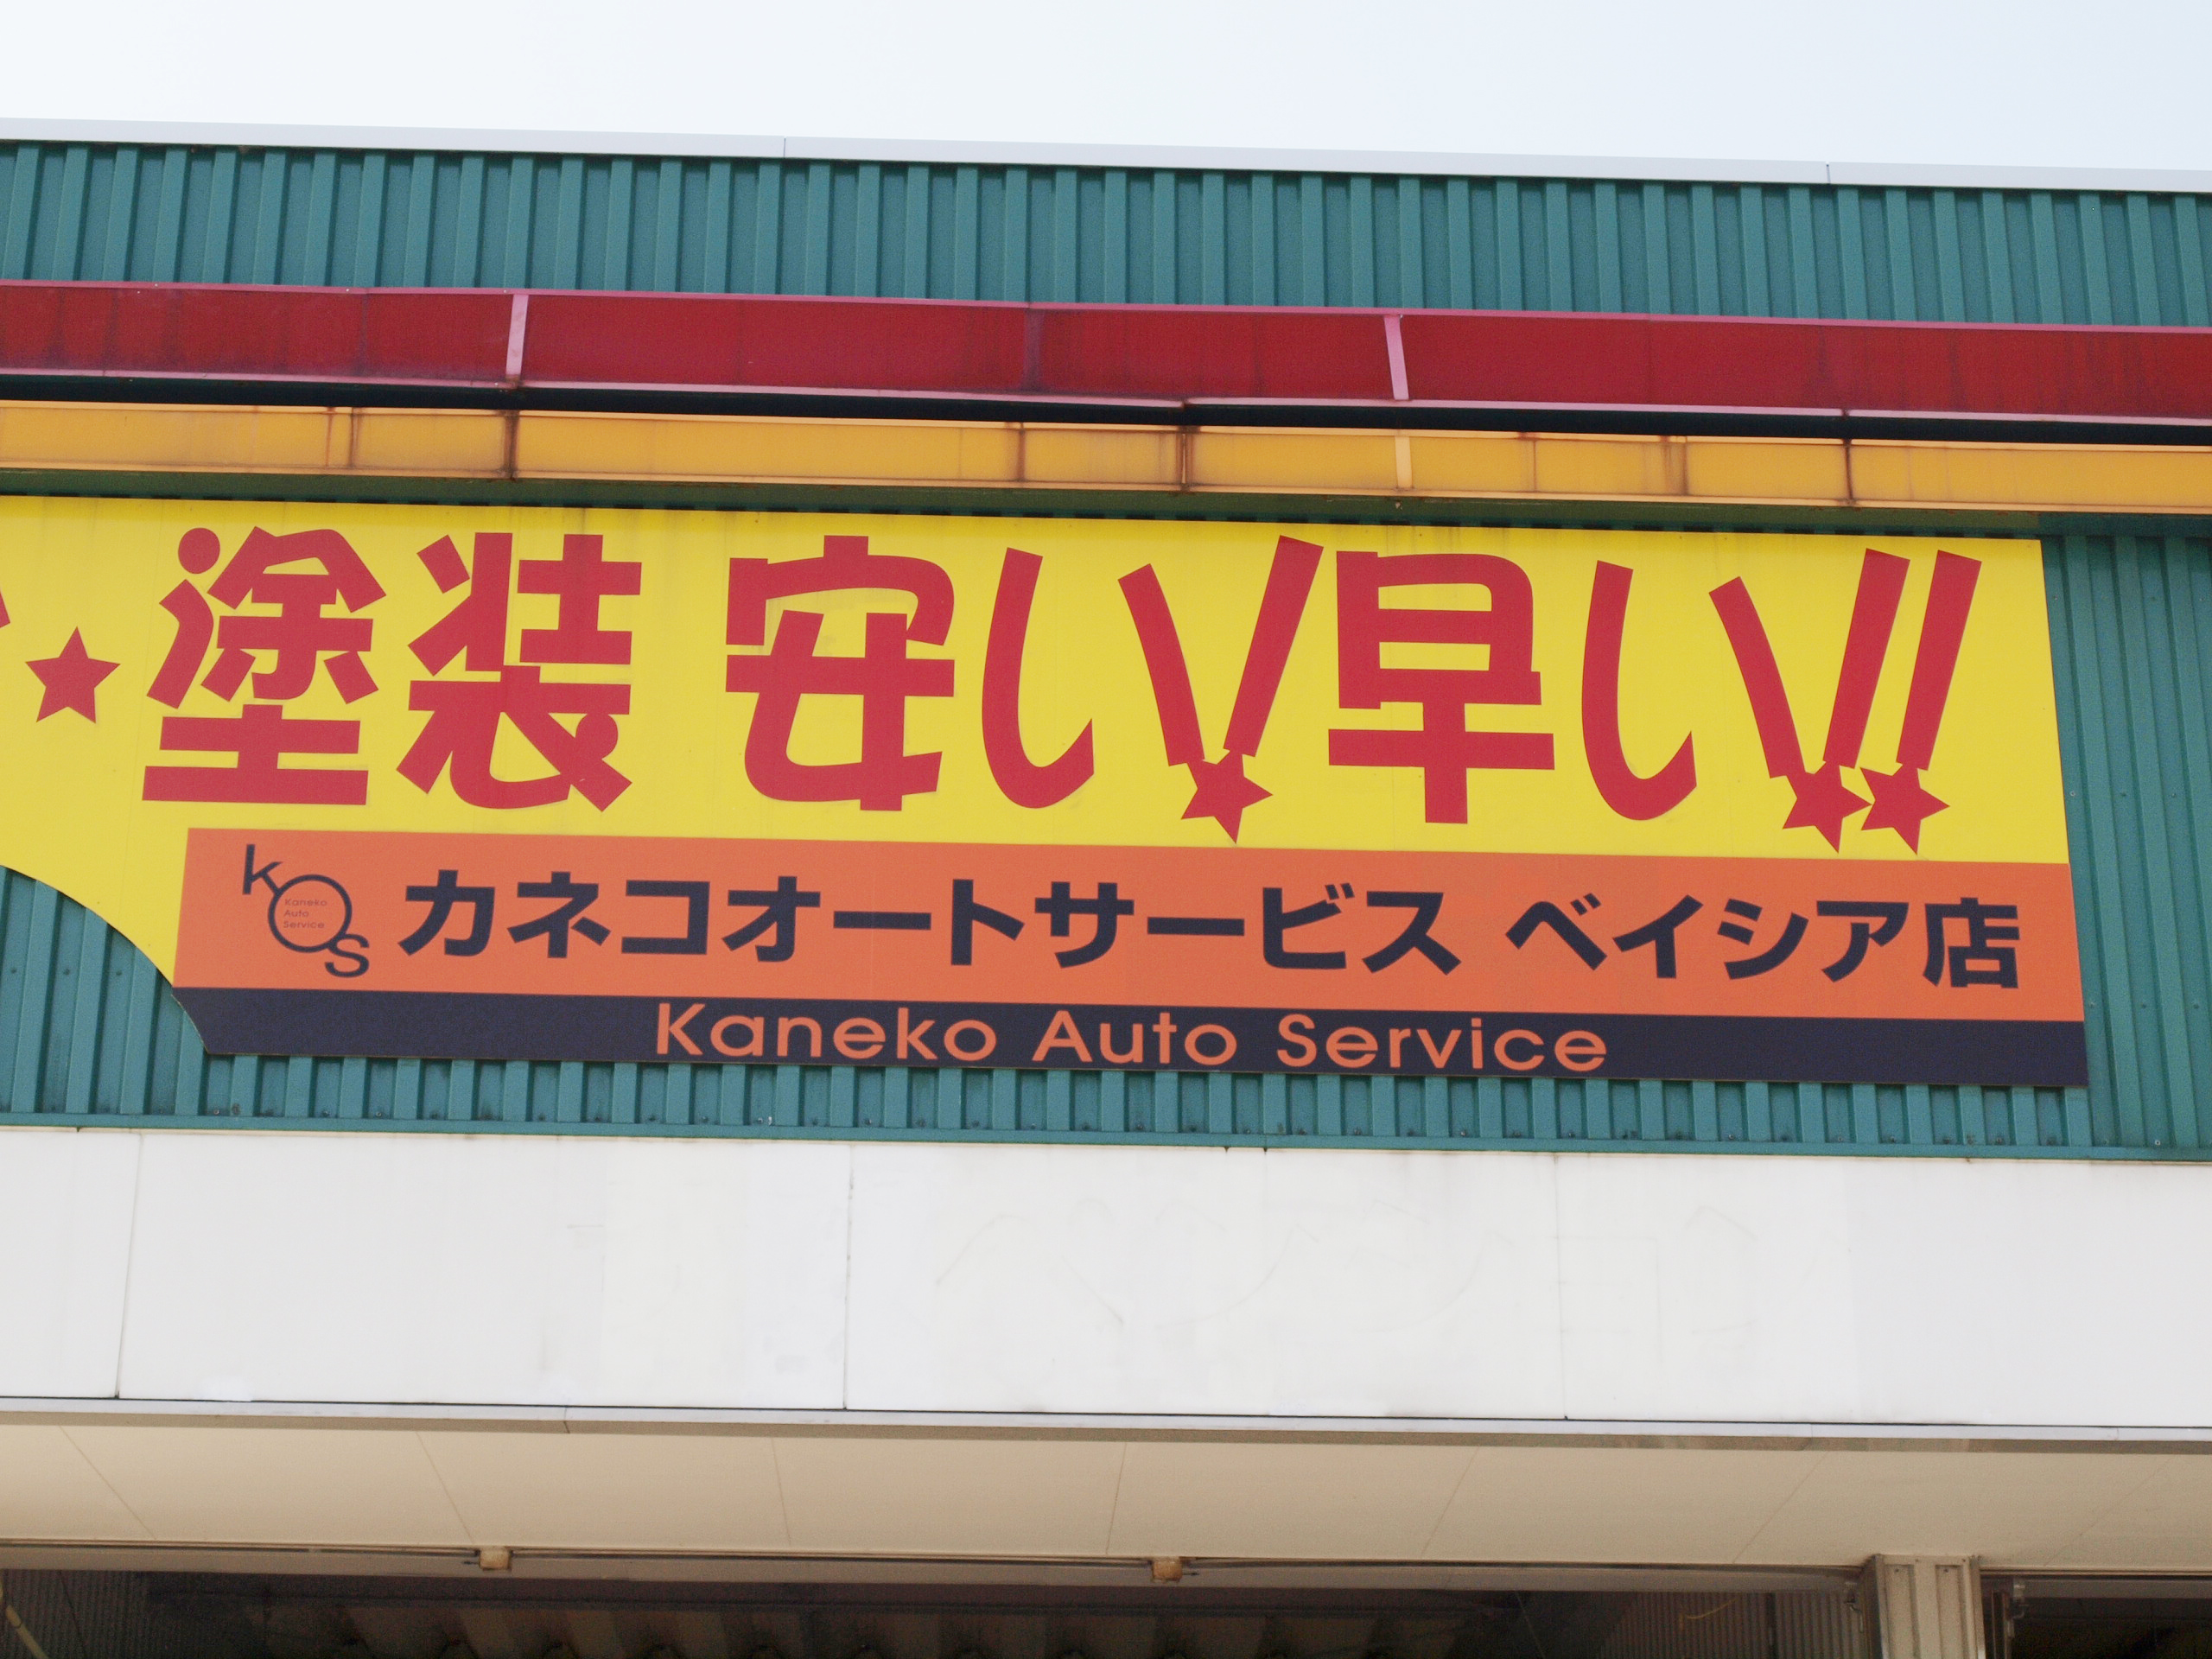 ★塗装 安い!早い!!
kas
Kaneko
Auto
Service
カネコオートサービス ベイシア店
Kaneko Auto Service